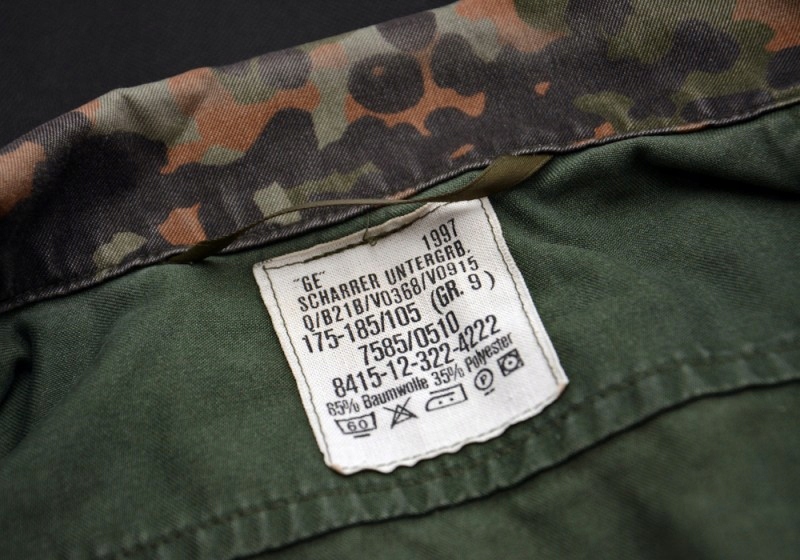 "GE" 1997
SCHARRER UNTERGRB.
Q/B21B/V0368/V0915
175-185/105 (GR. 9)
7585/0510
8415-12-322-4222
65% Baumwolle 35% Polyester
60 P